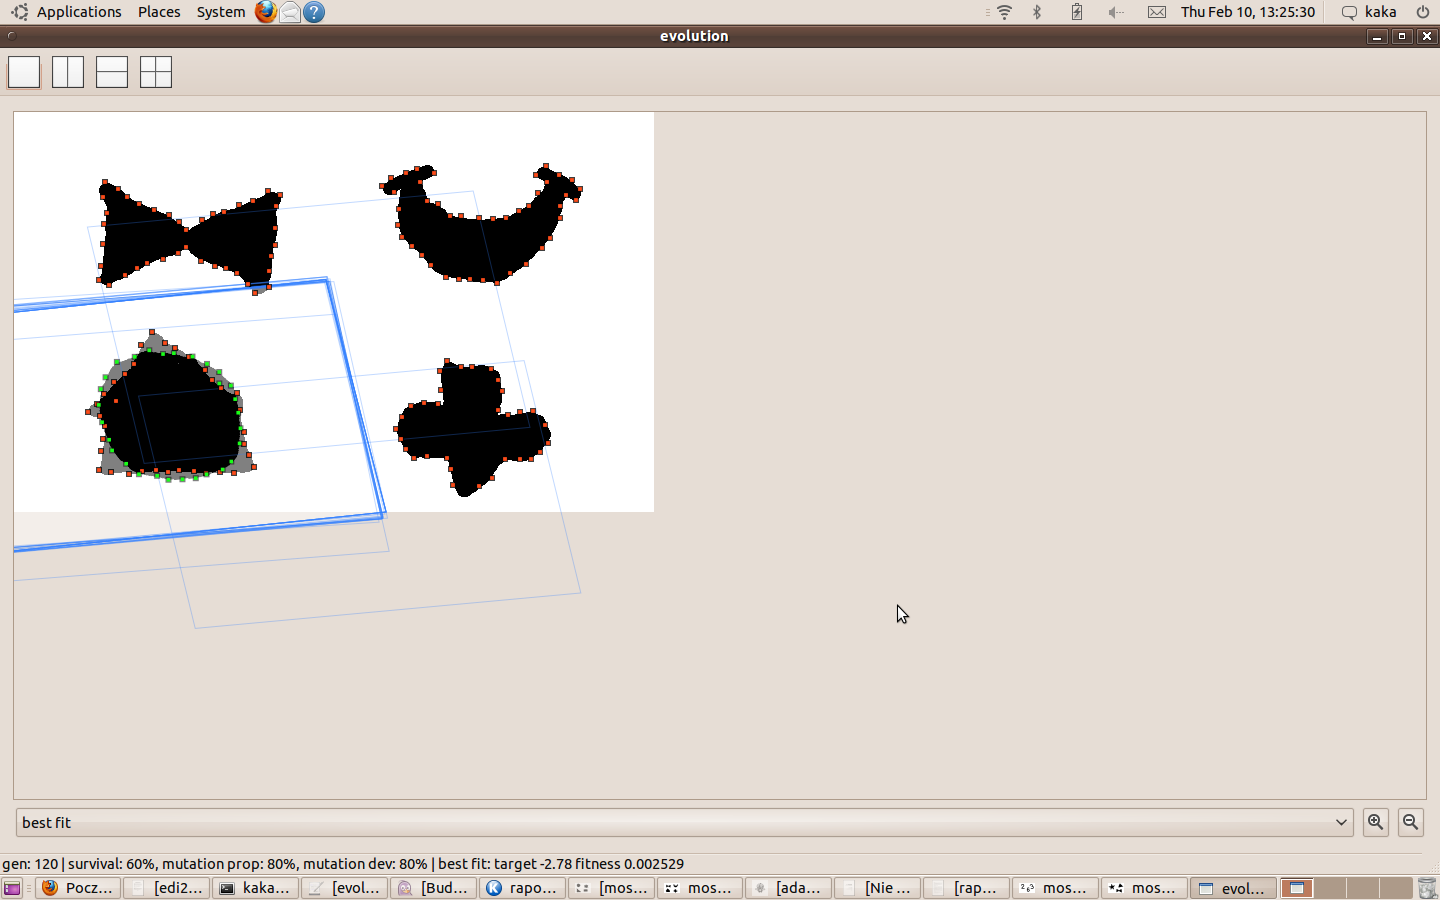 Applications Places System Thu Feb 10, 13:25:30 kaka
evolution
best fit
gen: 120 | survival: 60%, mutation prop: 80%, mutation dev: 80% | best fit: target -2.78 fitness 0.002529
Pocz... [edi2... kaka... [evol... [Bud... rapo... [mos... mos... [ada... [Nie ... [rap... mos... mos... evol...